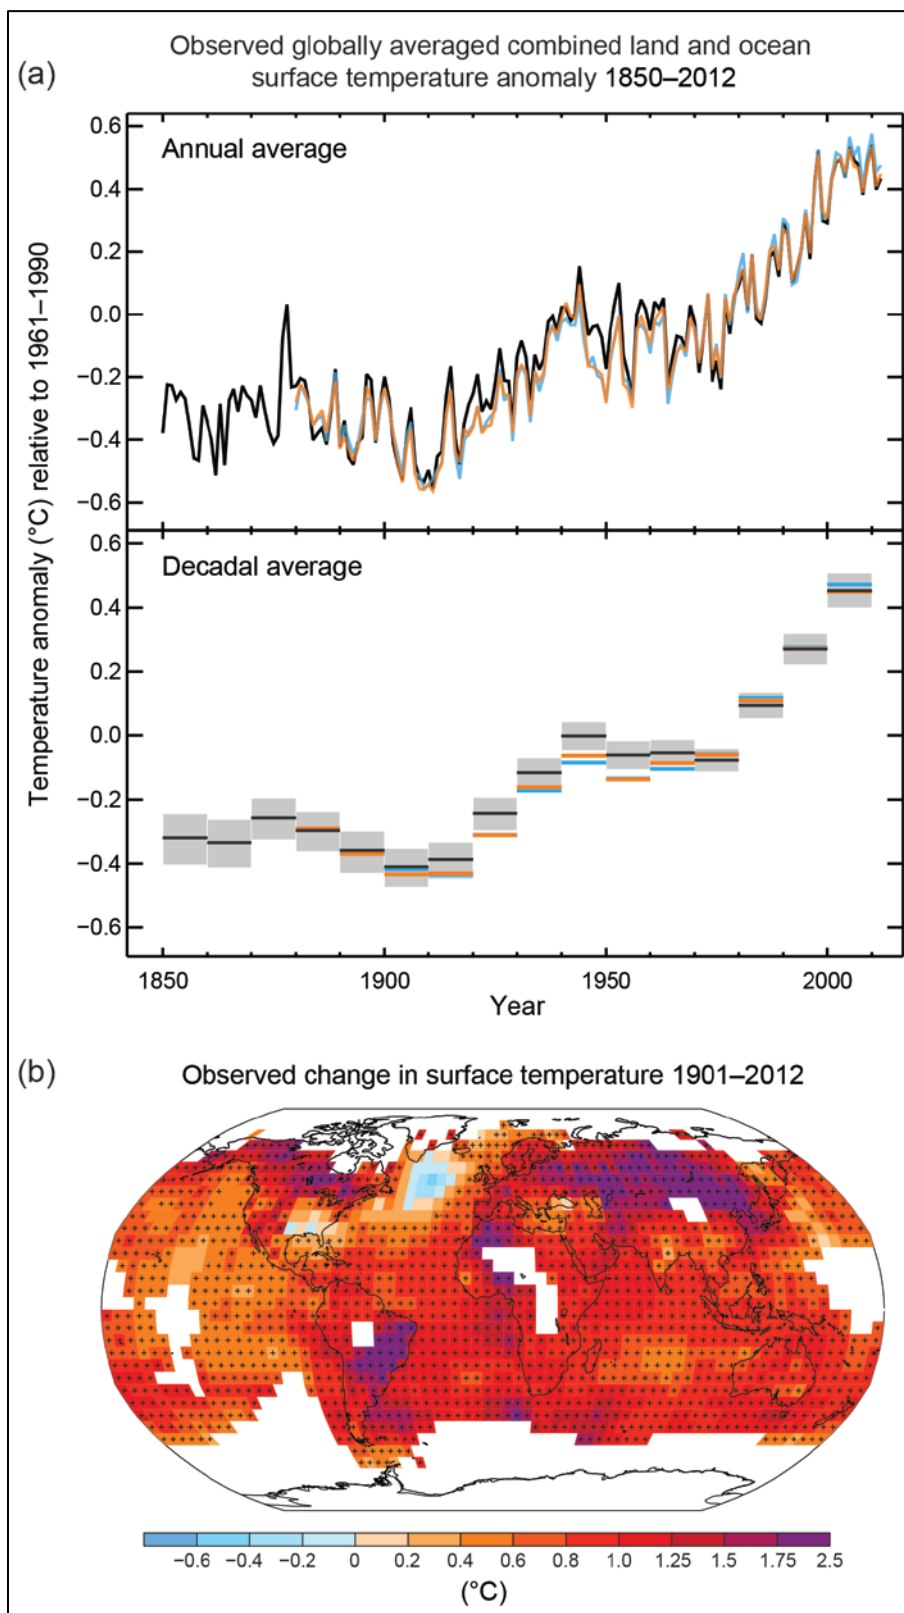 Observed globally averaged combined land and ocean
(a)
surface temperature anomaly 1850–2012
Temperature anomaly (°C) relative to 1961–1990
0.6
Annual average
0.4
0.2
0.0
−0.2
−0.4
−0.6
0.6
Decadal average
0.4
0.2
0.0
−0.2
−0.4
−0.6
1850 1900 1950 2000
Year
(b)
Observed change in surface temperature 1901–2012
−0.6 −0.4 −0.2 0 0.2 0.4 0.6 0.8 1.0 1.25 1.5 1.75 2.5
(°C)